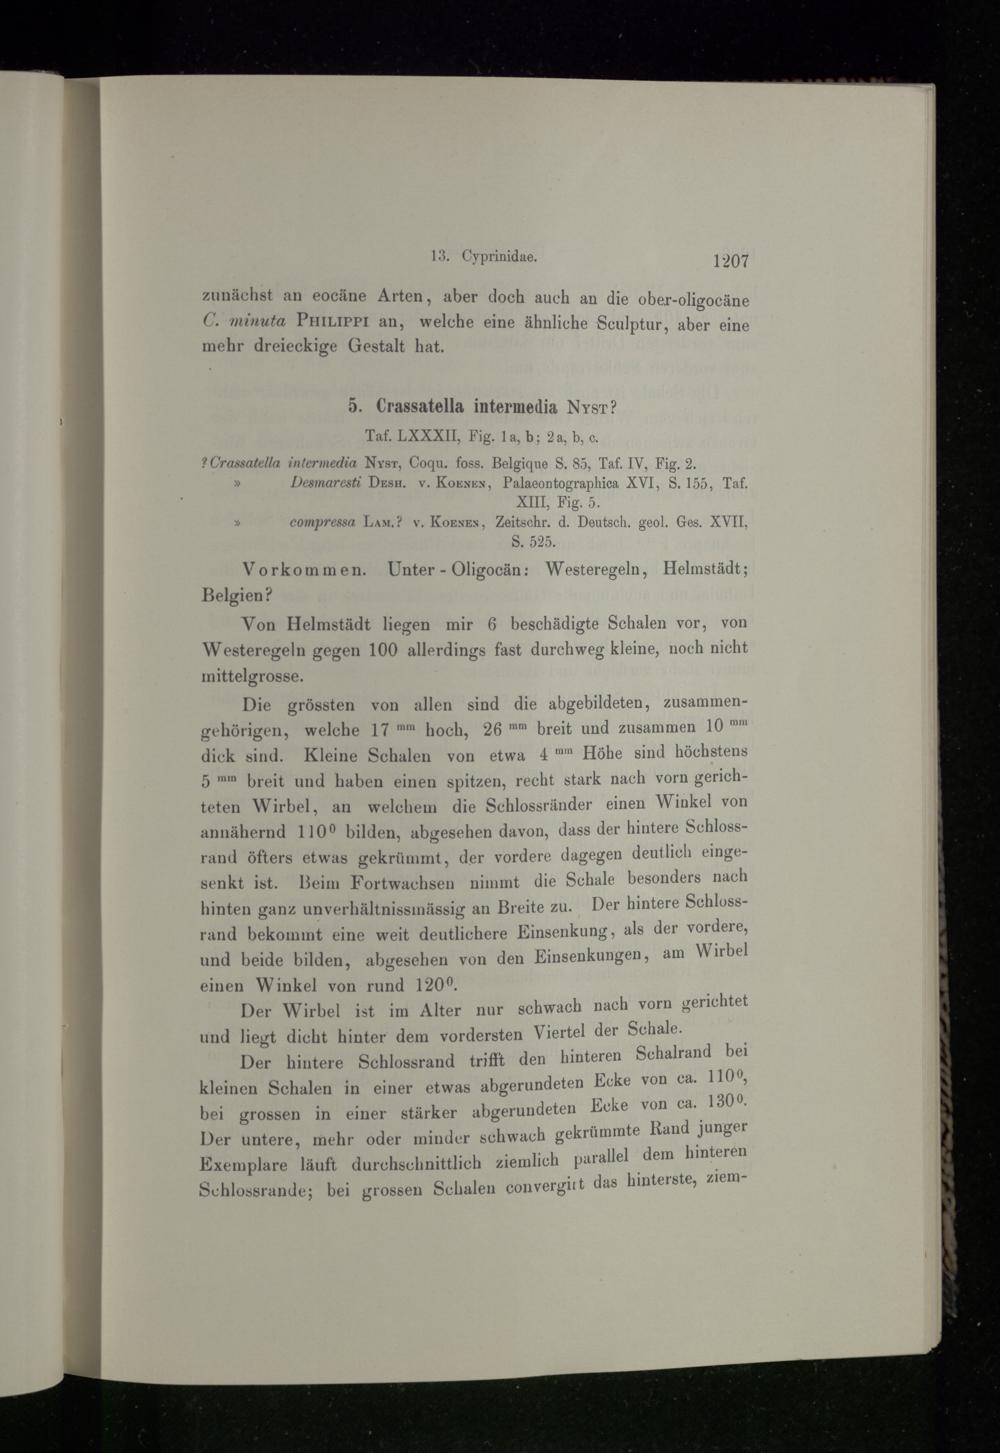 13. Cyprinidae.
1207
zunächst an eocäne Arten, aber doch auch an die ober-oligocäne
C. minuta PHILIPPI an, welche eine ähnliche Sculptur, aber eine
mehr dreieckige Gestalt hat.
5. Crassatella intermedia NYST?
Taf. LXXXII, Fig. 1a, b; 2a, b, c.
? Crassatella intermedia NYST, Coqu. foss. Belgique S. 85, Taf. IV, Fig. 2.
» Desmaresti DESH. V. KOENEN, Palaeontographica XVI, S. 155, Taf.
XIII, Fig. 5.
» compressa LAM.? V. KOENEN, Zeitschr. d. Deutsch. geol. Ges. XVII,
S. 525.
Vorkommen. Unter-Oligocän: Westeregeln, Helmstädt;
Belgien?
Von Helmstädt liegen mir 6 beschädigte Schalen vor, von
Westeregeln gegen 100 allerdings fast durchweg kleine, noch nicht
mittelgrosse.
Die grössten von allen sind die abgebildeten, zusammen-
gehörigen, welche 17 mm hoch, 26 mm breit und zusammen 10 mm
dick sind. Kleine Schalen von etwa 4 mm Höhe sind höchstens
5 mm breit und haben einen spitzen, recht stark nach vorn gerich-
teten Wirbel, an welchem die Schlossränder einen Winkel von
annähernd 110⁰ bilden, abgesehen davon, dass der hintere Schloss-
rand öfters etwas gekrümmt, der vordere dagegen deutlich einge-
senkt ist. Beim Fortwachsen nimmt die Schale besonders nach
hinten ganz unverhältnissmässig an Breite zu. Der hintere Schloss-
rand bekommt eine weit deutlichere Einsenkung, als der vordere,
und beide bilden, abgesehen von den Einsenkungen, am Wirbel
einen Winkel von rund 120⁰.
Der Wirbel ist im Alter nur schwach nach vorn gerichtet
und liegt dicht hinter dem vordersten Viertel der Schale.
Der hintere Schlossrand trifft den hinteren Schalrand bei
kleinen Schalen in einer etwas abgerundeten Ecke von ca. 110⁰,
bei grossen in einer stärker abgerundeten Ecke von ca. 130⁰.
Der untere, mehr oder minder schwach gekrümmte Rand junger
Exemplare läuft durchschnittlich ziemlich parallel dem hinteren
Schlossrande; bei grossen Schalen convergirt das hinterste, ziem-